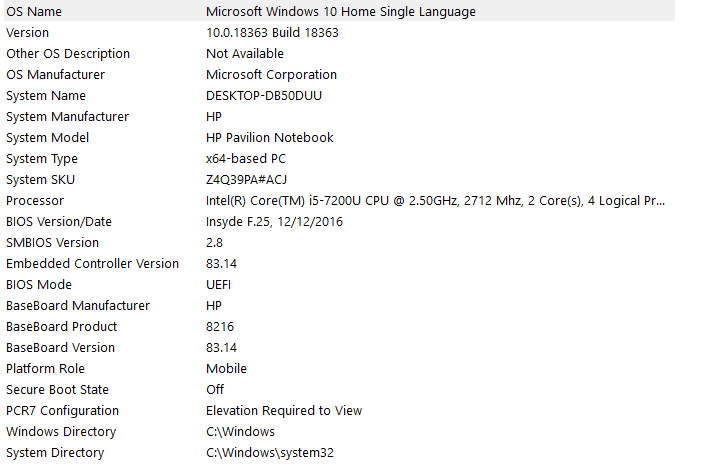 OS Name Microsoft Windows 10 Home Single Language
Version 10.0.18363 Build 18363
Other OS Description Not Available
OS Manufacturer Microsoft Corporation
System Name DESKTOP-DB50DUU
System Manufacturer HP
System Model HP Pavilion Notebook
System Type x64-based PC
System SKU Z4Q39PA#ACJ
Processor Intel(R) Core(TM) i5-7200U CPU @ 2.50GHz, 2712 Mhz, 2 Core(s), 4 Logical Pr...
BIOS Version/Date Insyde F.25, 12/12/2016
SMBIOS Version 2.8
Embedded Controller Version 83.14
BIOS Mode UEFI
BaseBoard Manufacturer HP
BaseBoard Product 8216
BaseBoard Version 83.14
Platform Role Mobile
Secure Boot State Off
PCR7 Configuration Elevation Required to View
Windows Directory C:\Windows
System Directory C:\Windows\system32